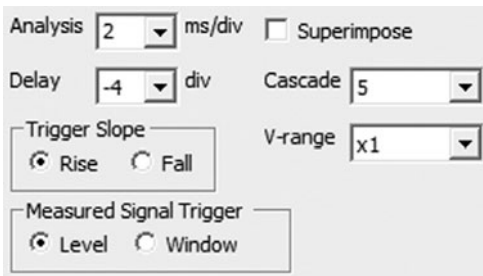 Analysis 2 ms/div Superimpose
Delay -4 div Cascade 5
Trigger Slope
Rise Fall
V-range x1
Measured Signal Trigger
Level Window